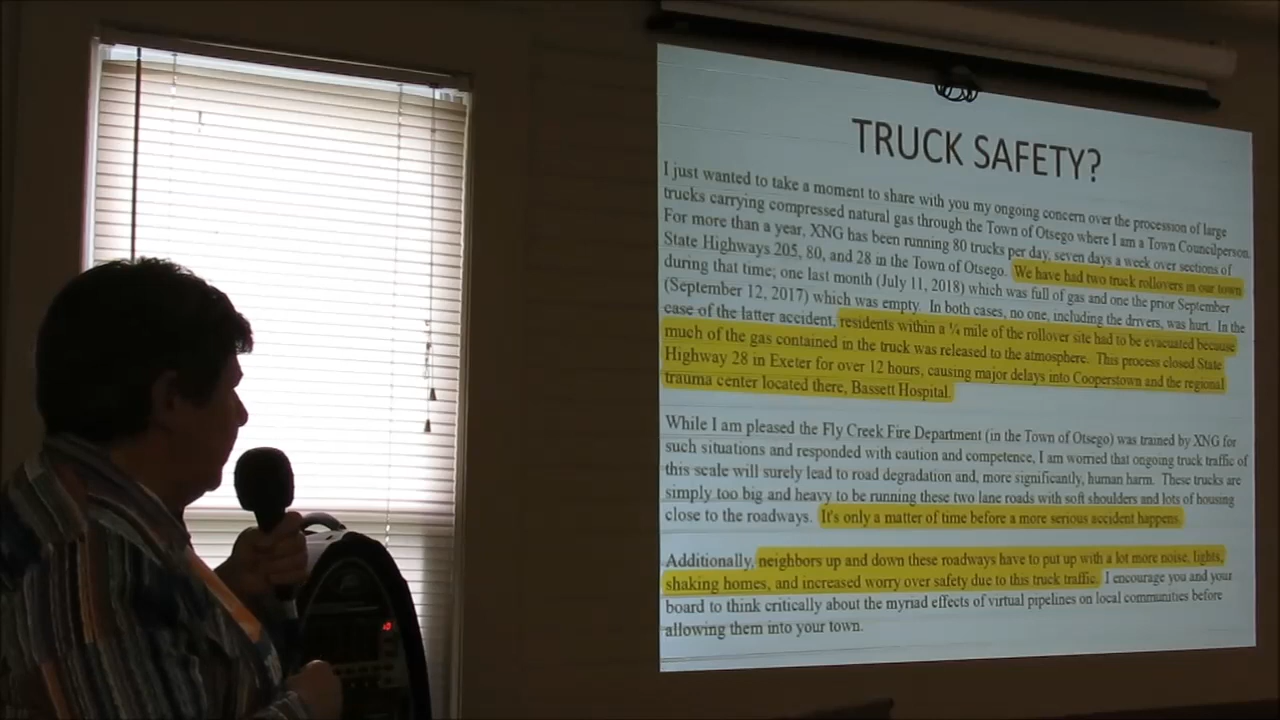 TRUCK SAFETY?
I just wanted to take a moment to share with you my ongoing concern over the procession of large
trucks carrying compressed natural gas through the Town of Otsego where I am a Town Councilperson.
For more than a year, XNG has been running 80 trucks per day, seven days a week over sections of
State Highways 205, 80, and 28 in the Town of Otsego. We have had two truck rollovers in our town
during that time; one last month (July 11, 2018) which was full of gas and one the prior September
(September 12, 2017) which was empty. In both cases, no one, including the drivers, was hurt. In the
case of the latter accident, residents within a ¼ mile of the rollover site had to be evacuated because
much of the gas contained in the truck was released to the atmosphere. This process closed State
Highway 28 in Exeter for over 12 hours, causing major delays into Cooperstown and the regional
trauma center located there, Bassett Hospital.
While I am pleased the Fly Creek Fire Department (in the Town of Otsego) was trained by XNG for
such situations and responded with caution and competence, I am worried that ongoing truck traffic of
this scale will surely lead to road degradation and, more significantly, human harm. These trucks are
simply too big and heavy to be running these two lane roads with soft shoulders and lots of housing
close to the roadways. It's only a matter of time before a more serious accident happens.
Additionally, neighbors up and down these roadways have to put up with a lot more noise, lights,
shaking homes, and increased worry over safety due to this truck traffic. I encourage you and your
board to think critically about the myriad effects of virtual pipelines on local communities before
allowing them into your town.